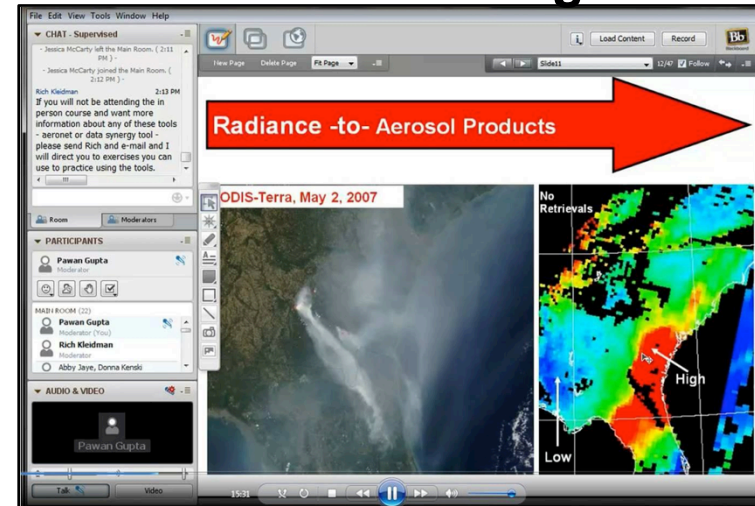 File Edit View Tools Window Help
CHAT - Supervised
- Jessica McCarty left the Main Room. ( 2:11
PM ) -
- Jessica McCarty joined the Main Room. (
2:12 PM ) -
Rich Kleidman 2:13 PM
If you will not be attending the in
person course and want more
information about any of these tools
- aeronet or data synergy tool -
please send Rich and e-mail and I
will direct you to exercises you can
use to practice using the tools.
Room Moderators
PARTICIPANTS
Pawan Gupta
Moderator
MAIN ROOM (22)
Pawan Gupta
Moderator (You)
Rich Kleidman
Moderator
Abby Jaye, Donna Kenski
AUDIO & VIDEO
Pawan Gupta
Talk Video
Load Content Record Bb
New Page Delete Page Fit Page Slide11 12/47 Follow
Radiance -to- Aerosol Products
ODIS-Terra, May 2, 2007
No
Retrievals
High
Low
15:31